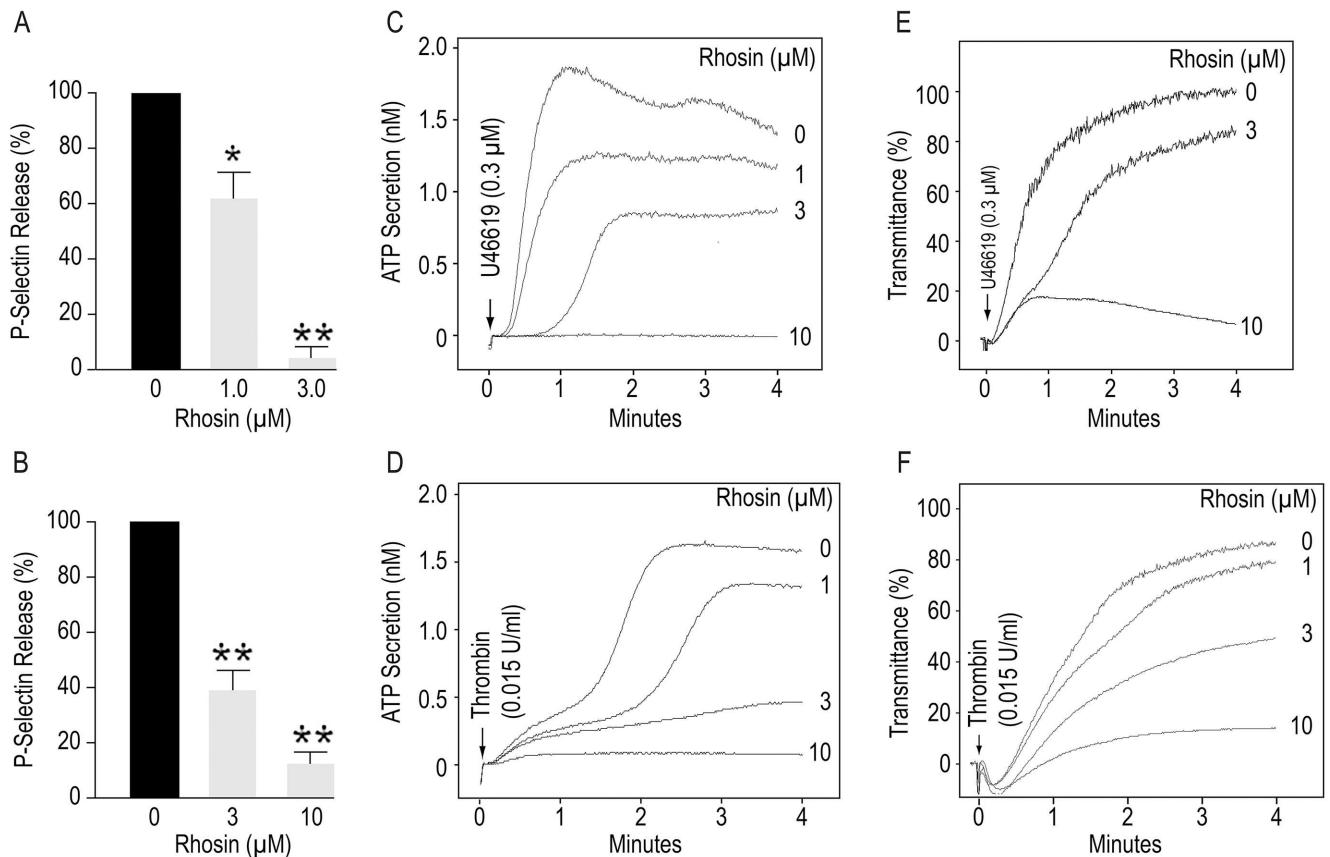 A
P-Selectin Release (%)
100
80
60
40
20
0
*
**
0 1.0 3.0
Rhosin (µM)
B
P-Selectin Release (%)
100
80
60
40
20
0
**
**
0 3 10
Rhosin (µM)
C
ATP Secretion (nM)
2.0
1.5
1.0
0.5
0
U46619 (0.3 µM)
Rhosin (µM)
0
1
3
10
0 1 2 3 4
Minutes
D
ATP Secretion (nM)
2.0
1.5
1.0
0.5
0
Thrombin
(0.015 U/ml)
Rhosin (µM)
0
1
3
10
0 1 2 3 4
Minutes
E
Transmittance (%)
100
80
60
40
20
0
U46619 (0.3 µM)
Rhosin (µM)
0
3
10
0 1 2 3 4
Minutes
F
Transmittance (%)
100
80
60
40
20
0
Thrombin
(0.015 U/ml)
Rhosin (µM)
0
1
3
10
0 1 2 3 4
Minutes